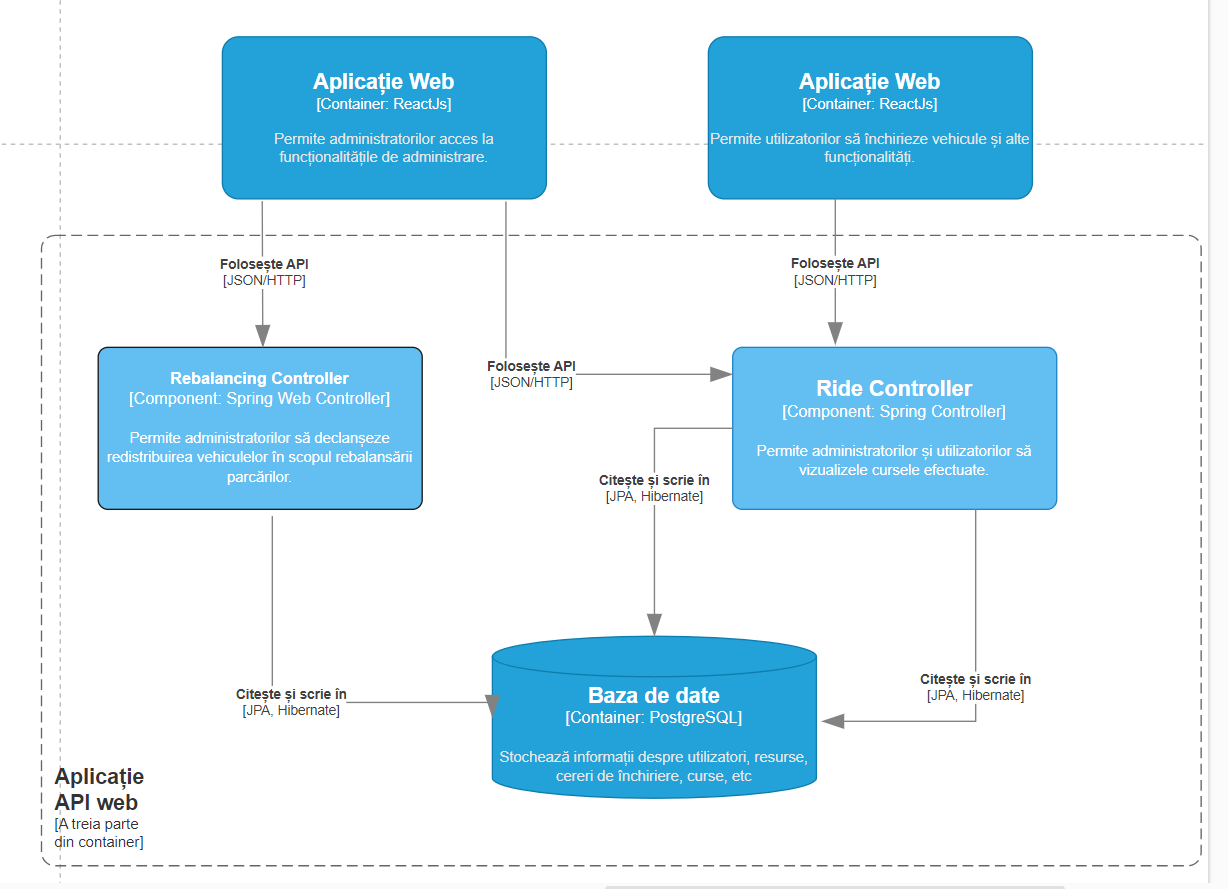 Aplicație Web
[Container: ReactJs]
Permite administratorilor acces la
funcționalitățile de administrare.
Aplicație Web
[Container: ReactJs]
Permite utilizatorilor să închirieze vehicule și alte
funcționalități.
Folosește API
[JSON/HTTP]
Folosește API
[JSON/HTTP]
Folosește API
[JSON/HTTP]
Rebalancing Controller
[Component: Spring Web Controller]
Permite administratorilor să declanșeze
redistribuirea vehiculelor în scopul rebalansării
parcărilor.
Ride Controller
[Component: Spring Controller]
Permite administratorilor și utilizatorilor să
vizualizele cursele efectuate.
Citește și scrie în
[JPA, Hibernate]
Citește și scrie în
[JPA, Hibernate]
Citește și scrie în
[JPA, Hibernate]
Baza de date
[Container: PostgreSQL]
Stochează informații despre utilizatori, resurse,
cereri de închiriere, curse, etc
Aplicație
API web
[A treia parte
din container]